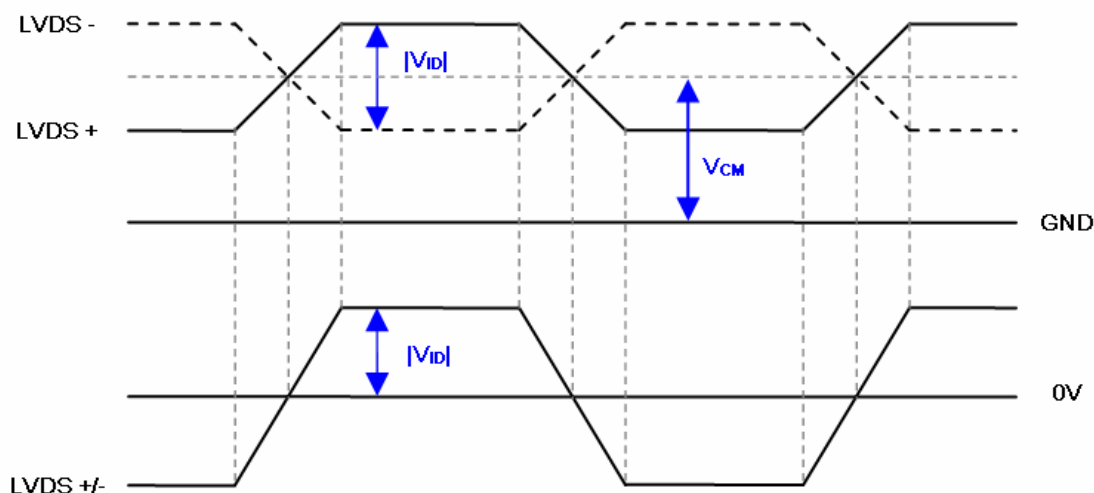 LVDS -
|VID|
LVDS +
VCM
GND
|VID|
0V
LVDS +/-